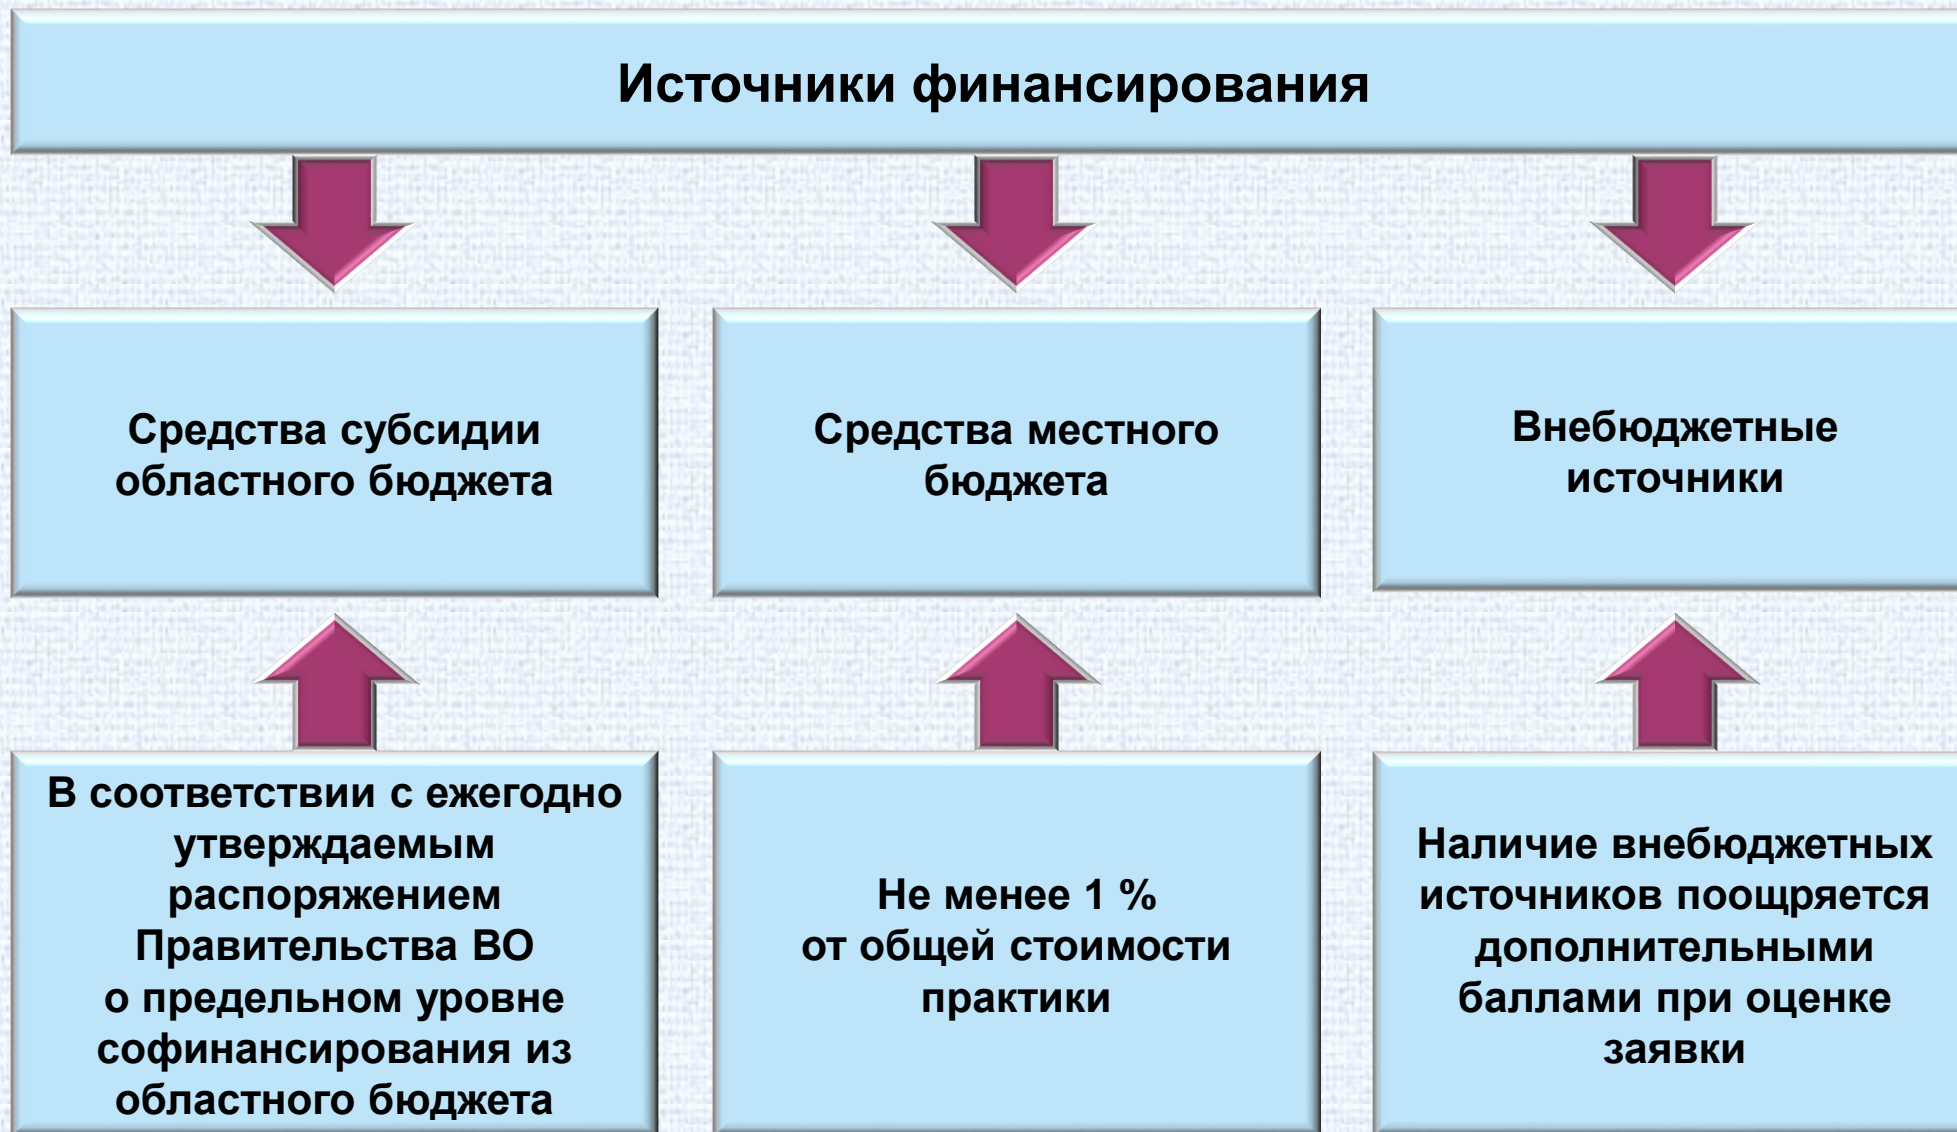 Источники финансирования
Средства субсидии
областного бюджета
Средства местного
бюджета
Внебюджетные
источники
В соответствии с ежегодно
утверждаемым
распоряжением
Правительства ВО
о предельном уровне
софинансирования из
областного бюджета
Не менее 1 %
от общей стоимости
практики
Наличие внебюджетных
источников поощряется
дополнительными
баллами при оценке
заявки